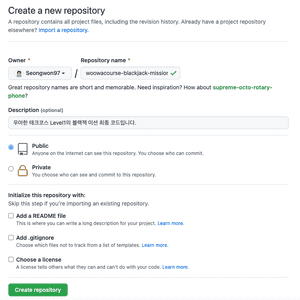 Create a new repository
A repository contains all project files, including the revision history. Already have a project repository
elsewhere? Import a repository.
Owner * Repository name *
Seongwon97 / woowacourse-blackjack-mission
Great repository names are short and memorable. Need inspiration? How about supreme-octo-rotary-
phone?
Description (optional)
우아한 테크코스 Level1의 블랙잭 미션 최종 코드입니다.
Public
Anyone on the internet can see this repository. You choose who can commit.
Private
You choose who can see and commit to this repository.
Initialize this repository with:
Skip this step if you're importing an existing repository.
Add a README file
This is where you can write a long description for your project. Learn more.
Add .gitignore
Choose which files not to track from a list of templates. Learn more.
Choose a license
A license tells others what they can and can't do with your code. Learn more.
Create repository